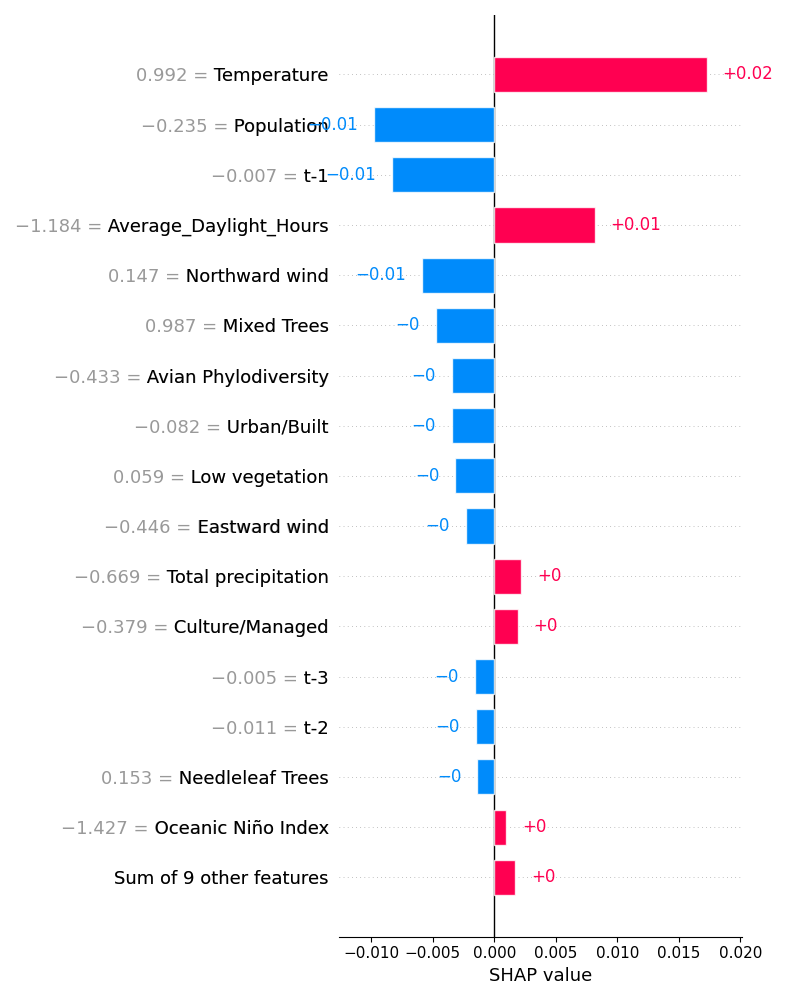 0.992 = Temperature +0.02
−0.235 = Population −0.01
−0.007 = t-1 −0.01
−1.184 = Average_Daylight_Hours +0.01
0.147 = Northward wind −0.01
0.987 = Mixed Trees −0
−0.433 = Avian Phylodiversity −0
−0.082 = Urban/Built −0
0.059 = Low vegetation −0
−0.446 = Eastward wind −0
−0.669 = Total precipitation +0
−0.379 = Culture/Managed +0
−0.005 = t-3 −0
−0.011 = t-2 −0
0.153 = Needleleaf Trees −0
−1.427 = Oceanic Niño Index +0
Sum of 9 other features +0
−0.010 −0.005 0.000 0.005 0.010 0.015 0.020
SHAP value